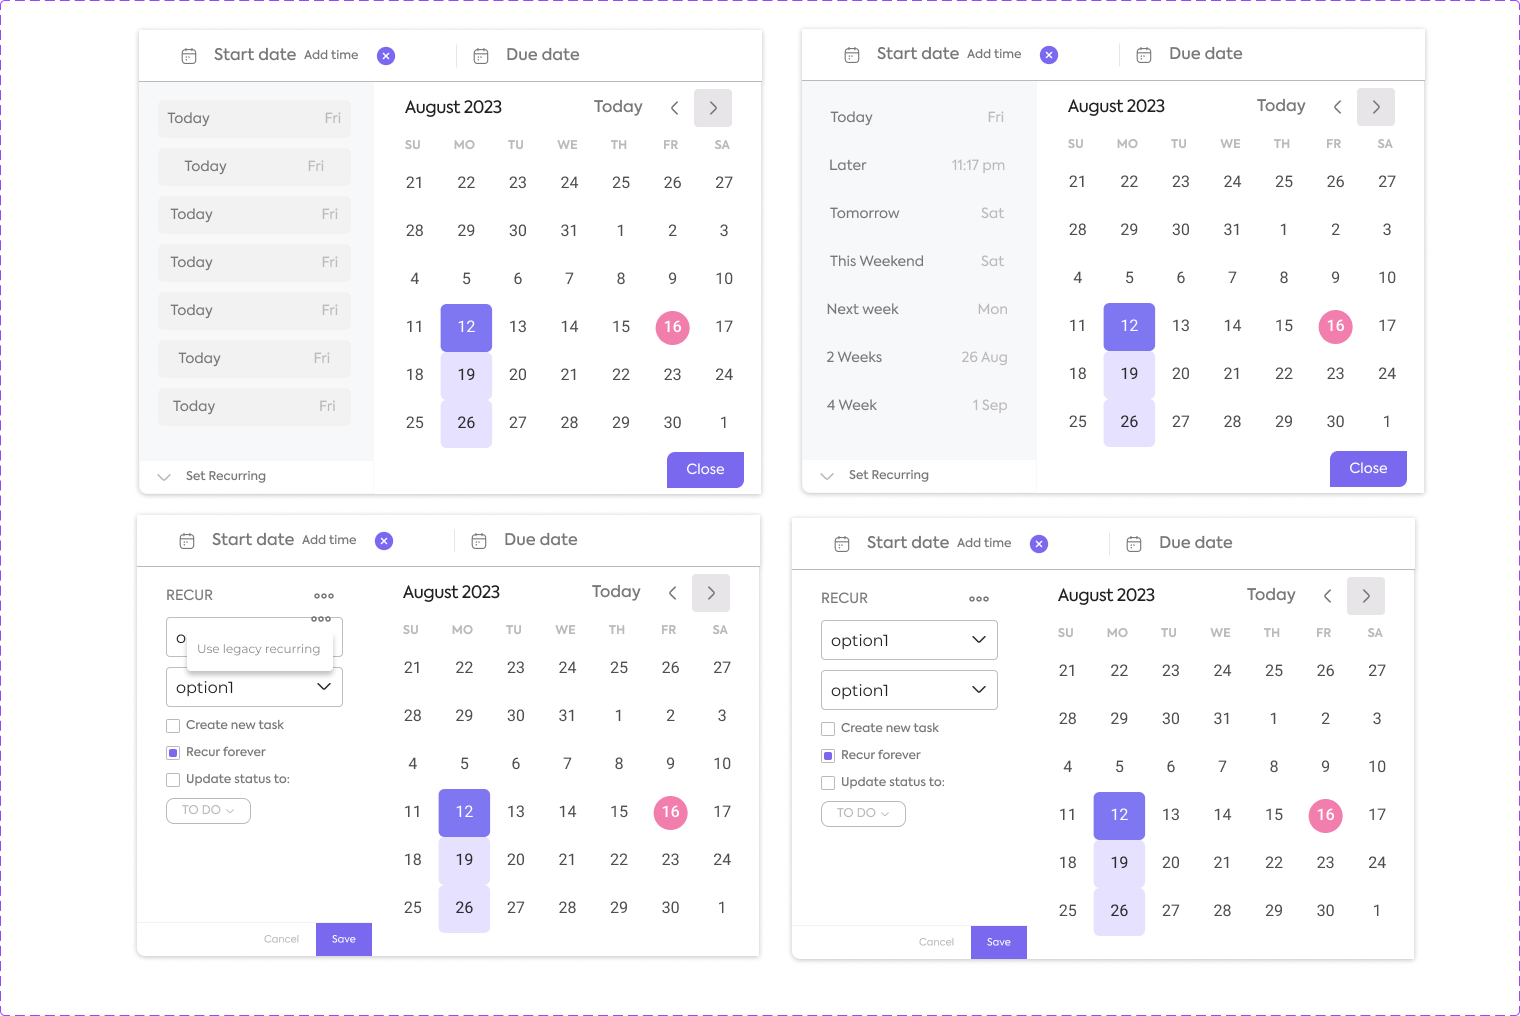 Start date Add time Due date
Today Fri
Today Fri
Today Fri
Today Fri
Today Fri
Today Fri
Today Fri
Set Recurring
August 2023 Today
SU MO TU WE TH FR SA
21 22 23 24 25 26 27
28 29 30 31 1 2 3
4 5 6 7 8 9 10
11 12 13 14 15 16 17
18 19 20 21 22 23 24
25 26 27 28 29 30 1
Close
Start date Add time Due date
Today Fri
Later 11:17 pm
Tomorrow Sat
This Weekend Sat
Next week Mon
2 Weeks 26 Aug
4 Week 1 Sep
Set Recurring
August 2023 Today
SU MO TU WE TH FR SA
21 22 23 24 25 26 27
28 29 30 31 1 2 3
4 5 6 7 8 9 10
11 12 13 14 15 16 17
18 19 20 21 22 23 24
25 26 27 28 29 30 1
Close
Start date Add time Due date
RECUR
Use legacy recurring
option1
Create new task
Recur forever
Update status to:
TO DO
Cancel Save
August 2023 Today
SU MO TU WE TH FR SA
21 22 23 24 25 26 27
28 29 30 31 1 2 3
4 5 6 7 8 9 10
11 12 13 14 15 16 17
18 19 20 21 22 23 24
25 26 27 28 29 30 1
Start date Add time Due date
RECUR
option1
option1
Create new task
Recur forever
Update status to:
TO DO
Cancel Save
August 2023 Today
SU MO TU WE TH FR SA
21 22 23 24 25 26 27
28 29 30 31 1 2 3
4 5 6 7 8 9 10
11 12 13 14 15 16 17
18 19 20 21 22 23 24
25 26 27 28 29 30 1